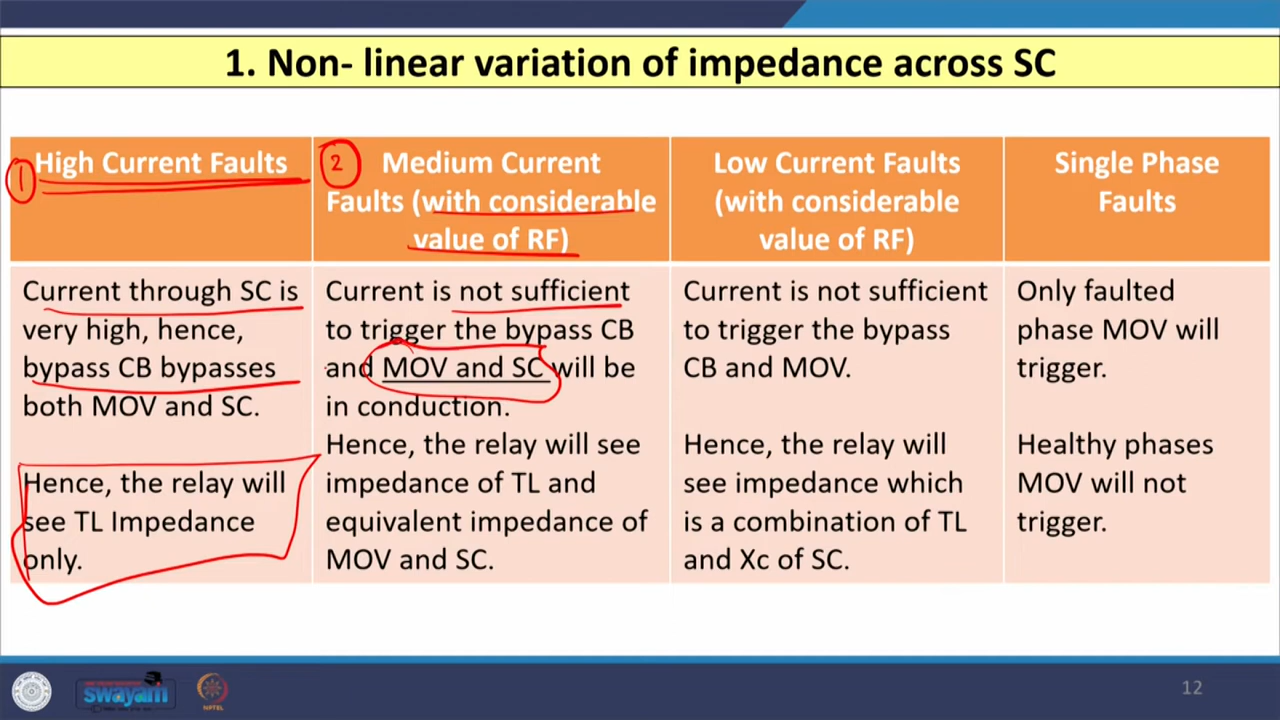 1. Non- linear variation of impedance across SC
1
High Current Faults
2
Medium Current
Faults (with considerable
value of RF)
Low Current Faults
(with considerable
value of RF)
Single Phase
Faults
Current through SC is
very high, hence,
bypass CB bypasses
both MOV and SC.
Hence, the relay will
see TL Impedance
only.
Current is not sufficient
to trigger the bypass CB
and MOV and SC will be
in conduction.
Hence, the relay will see
impedance of TL and
equivalent impedance of
MOV and SC.
Current is not sufficient
to trigger the bypass
CB and MOV.
Hence, the relay will
see impedance which
is a combination of TL
and Xc of SC.
Only faulted
phase MOV will
trigger.
Healthy phases
MOV will not
trigger.
swayam
NPTEL
12